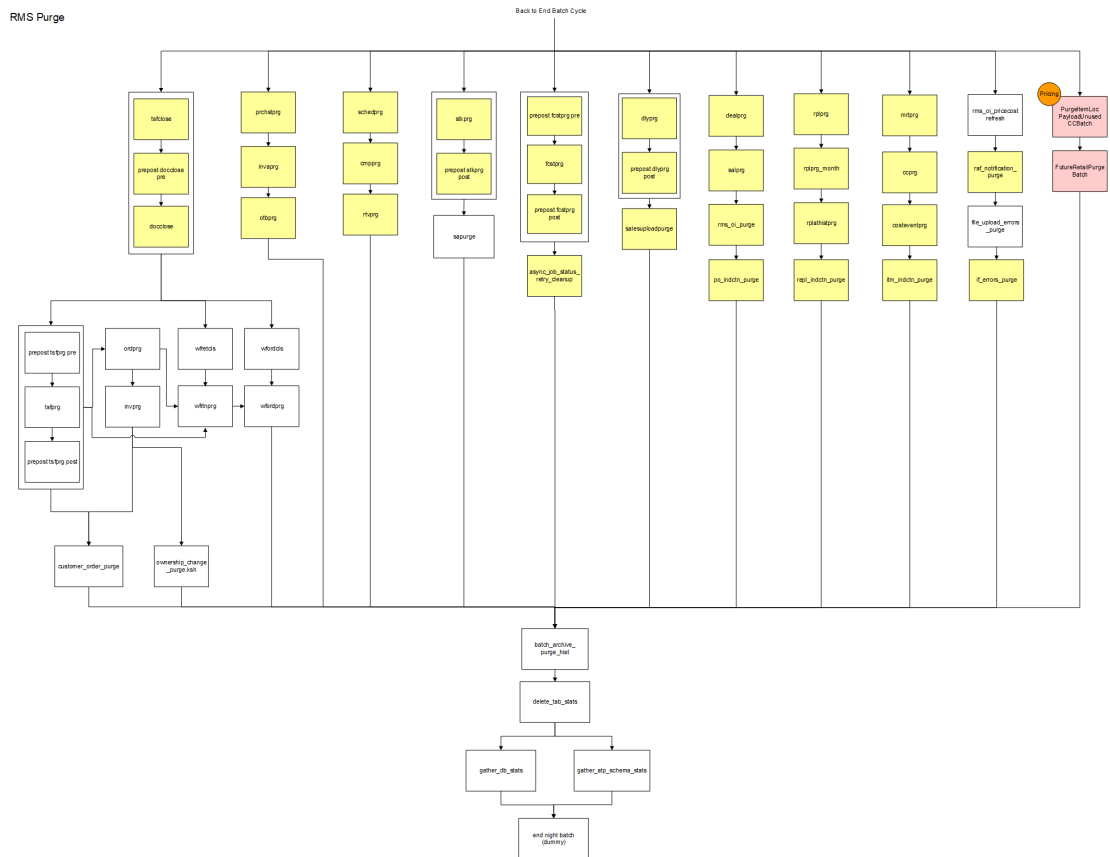 RMS Purge
Back to End Batch Cycle
tsfclose
prepost docclose
pre
docclose
prchstprg
invaprg
otbprg
schedprg
cmpprg
rtvprg
stkprg
prepost stkprg
post
sapurge
prepost fcstprg pre
fcstprg
prepost fcstprg
post
async_job_status_
retry_cleanup
dlyprg
prepost dlyprg
post
salesuploadpurge
dealprg
aalprg
rms_oi_purge
po_indctn_purge
rplprg
rplprg_month
rplathistprg
repl_indctn_purge
mrtprg
ccprg
costeventprg
itm_indctn_purge
rms_oi_pricecost
refresh
raf_notification_
purge
file_upload_errors
_purge
if_errors_purge
Pricing
PurgeItemLoc
PayloadUnused
CCBatch
FutureRetailPurge
Batch
prepost tsfprg pre
tsfprg
prepost tsfprg post
ordprg
invprg
wfretcls
wfrtnprg
wfordcls
wfordprg
customer_order_purge
ownership_change
_purge.ksh
batch_archive_
purge_hist
delete_tab_stats
gather_db_stats
gather_atp_schema_stats
end night batch
(dummy)